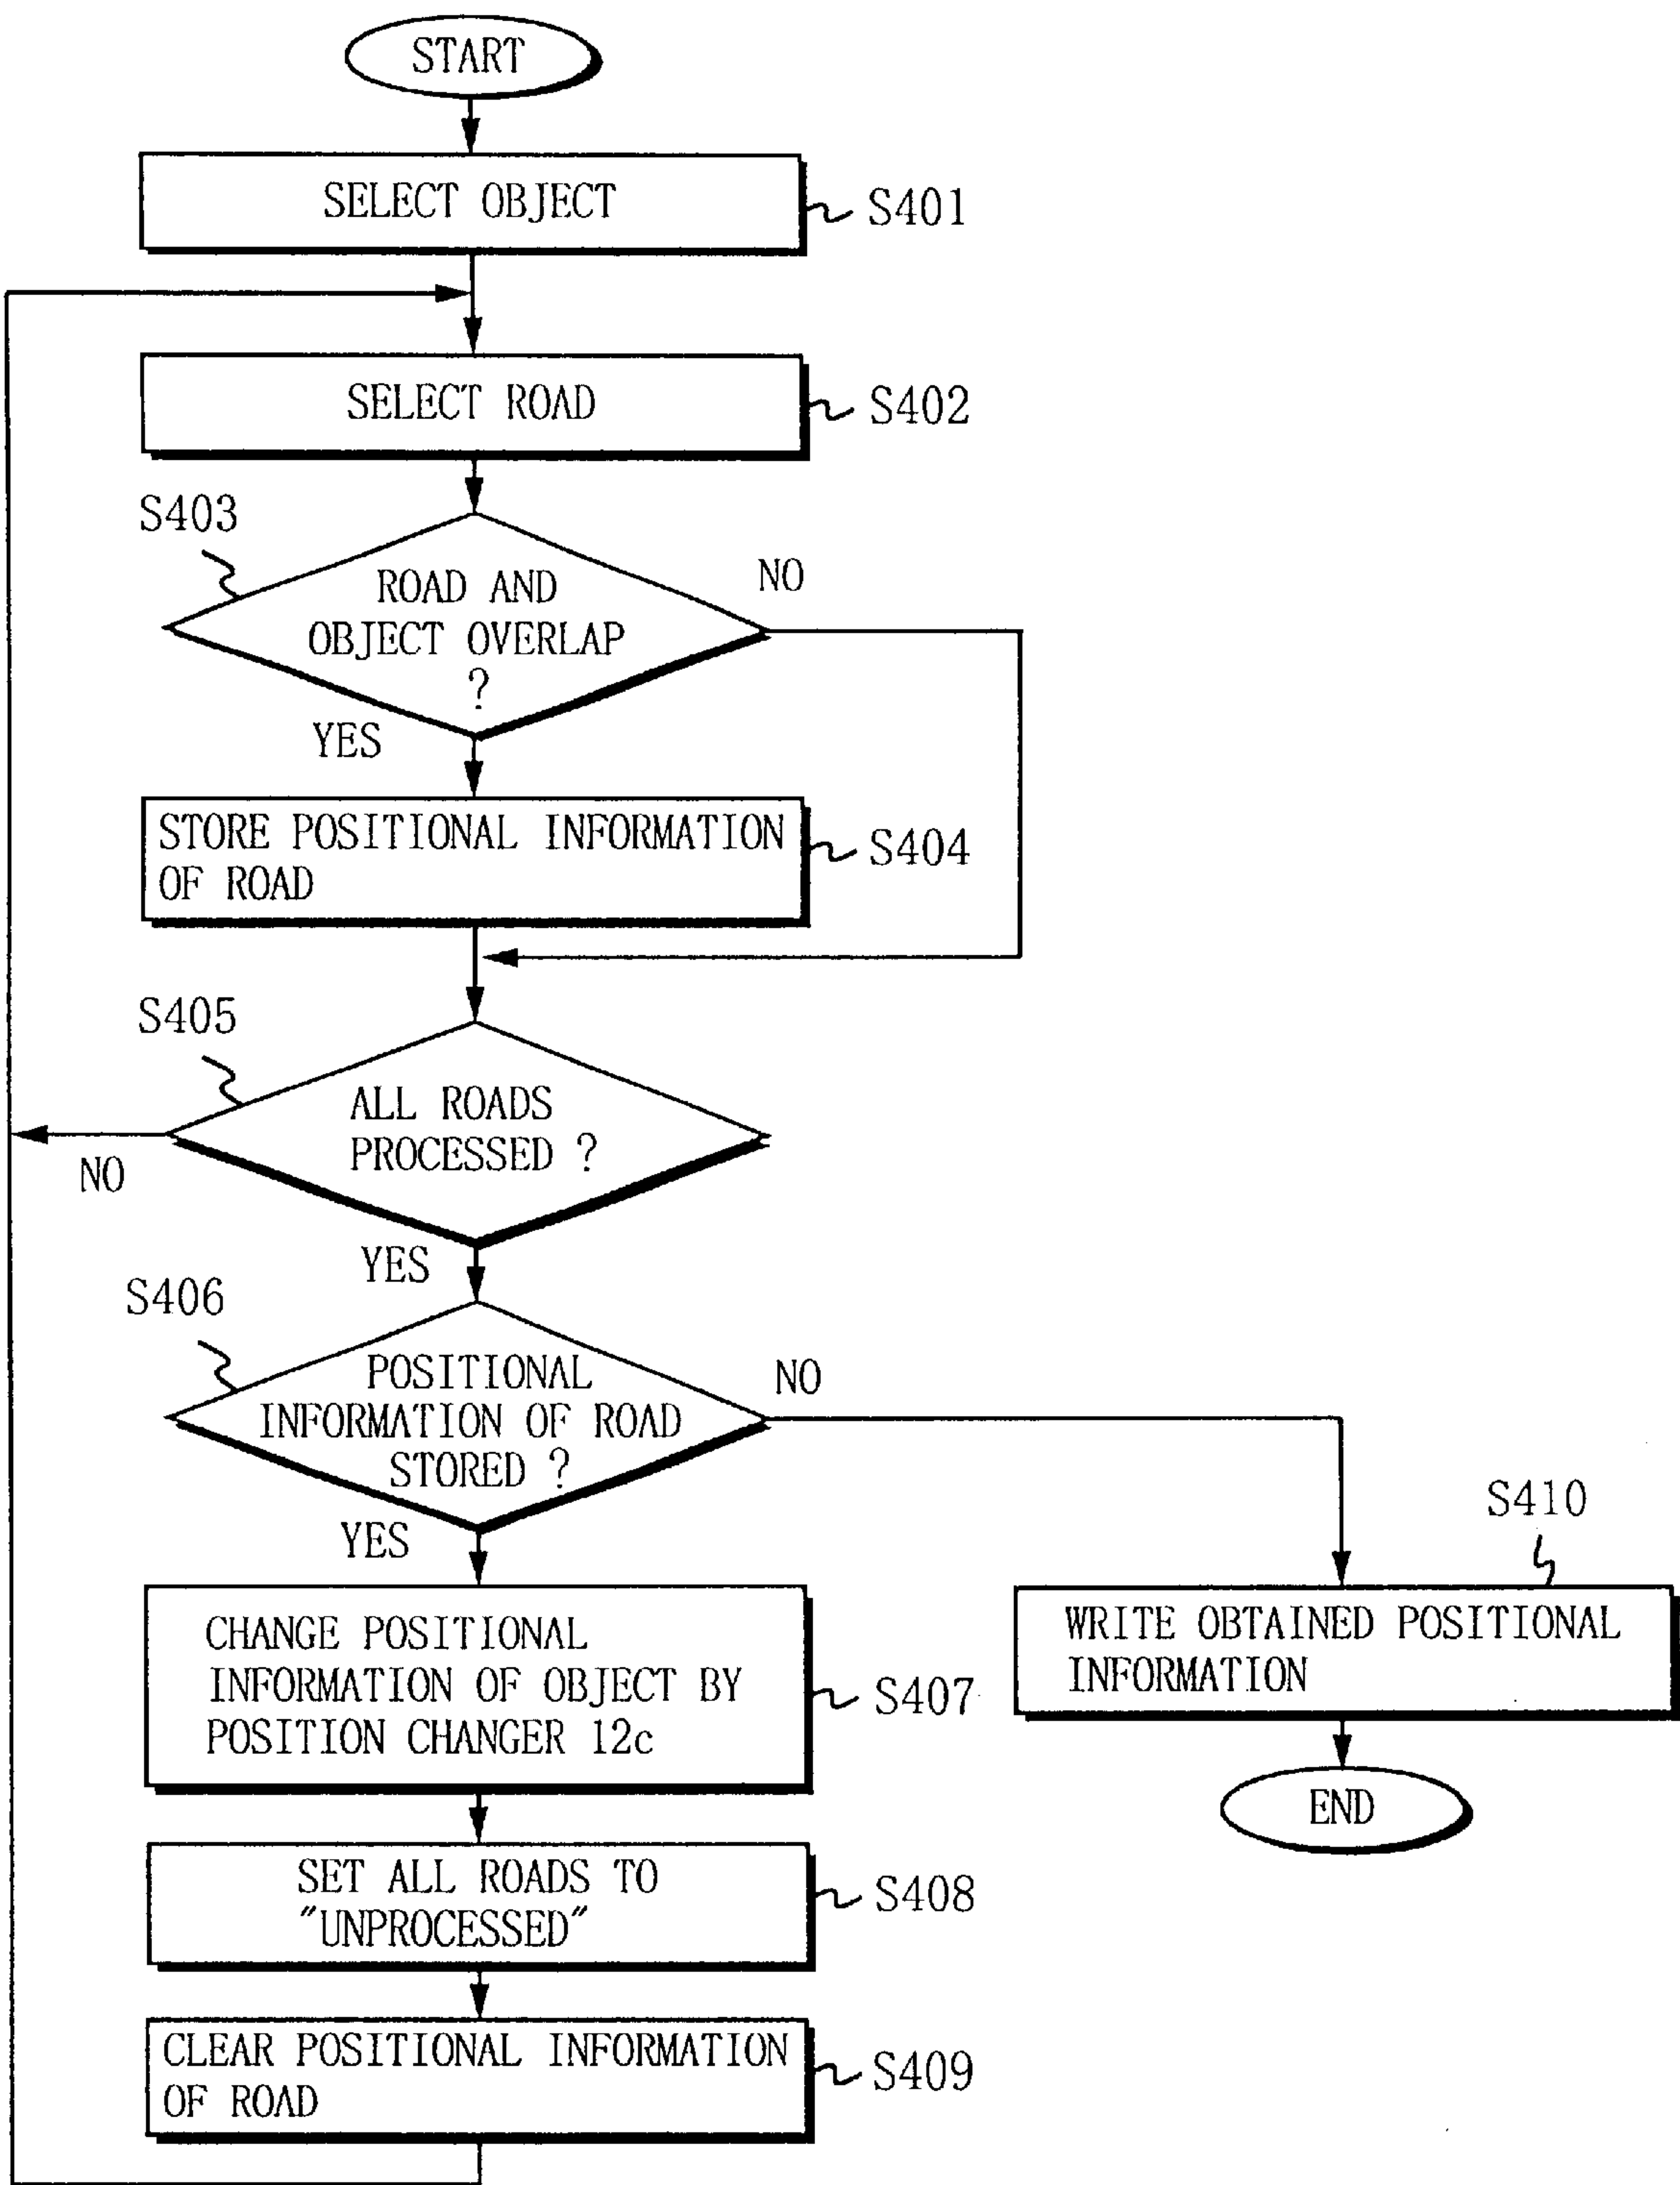 START
SELECT OBJECT
S401
SELECT ROAD
S402
S403
ROAD AND
OBJECT OVERLAP
?
NO
YES
STORE POSITIONAL INFORMATION
OF ROAD
S404
S405
ALL ROADS
PROCESSED ?
NO
YES
S406
POSITIONAL
INFORMATION OF ROAD
STORED ?
NO
YES
S410
CHANGE POSITIONAL
INFORMATION OF OBJECT BY
POSITION CHANGER 12c
S407
WRITE OBTAINED POSITIONAL
INFORMATION
END
SET ALL ROADS TO
"UNPROCESSED"
S408
CLEAR POSITIONAL INFORMATION
OF ROAD
S409